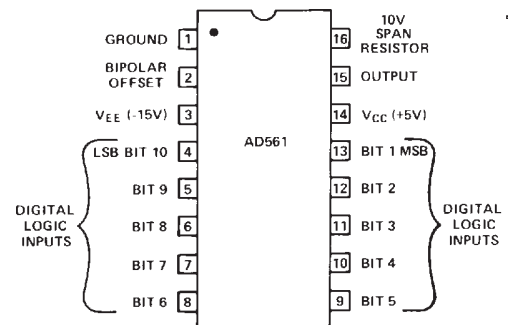 GROUND 1
BIPOLAR
OFFSET 2
VEE (-15V) 3
LSB BIT 10 4
BIT 9 5
BIT 8 6
BIT 7 7
BIT 6 8
DIGITAL
LOGIC
INPUTS
AD561
10V
SPAN
RESISTOR
16
15 OUTPUT
14 VCC (+5V)
13 BIT 1 MSB
12 BIT 2
11 BIT 3
10 BIT 4
9 BIT 5
DIGITAL
LOGIC
INPUTS